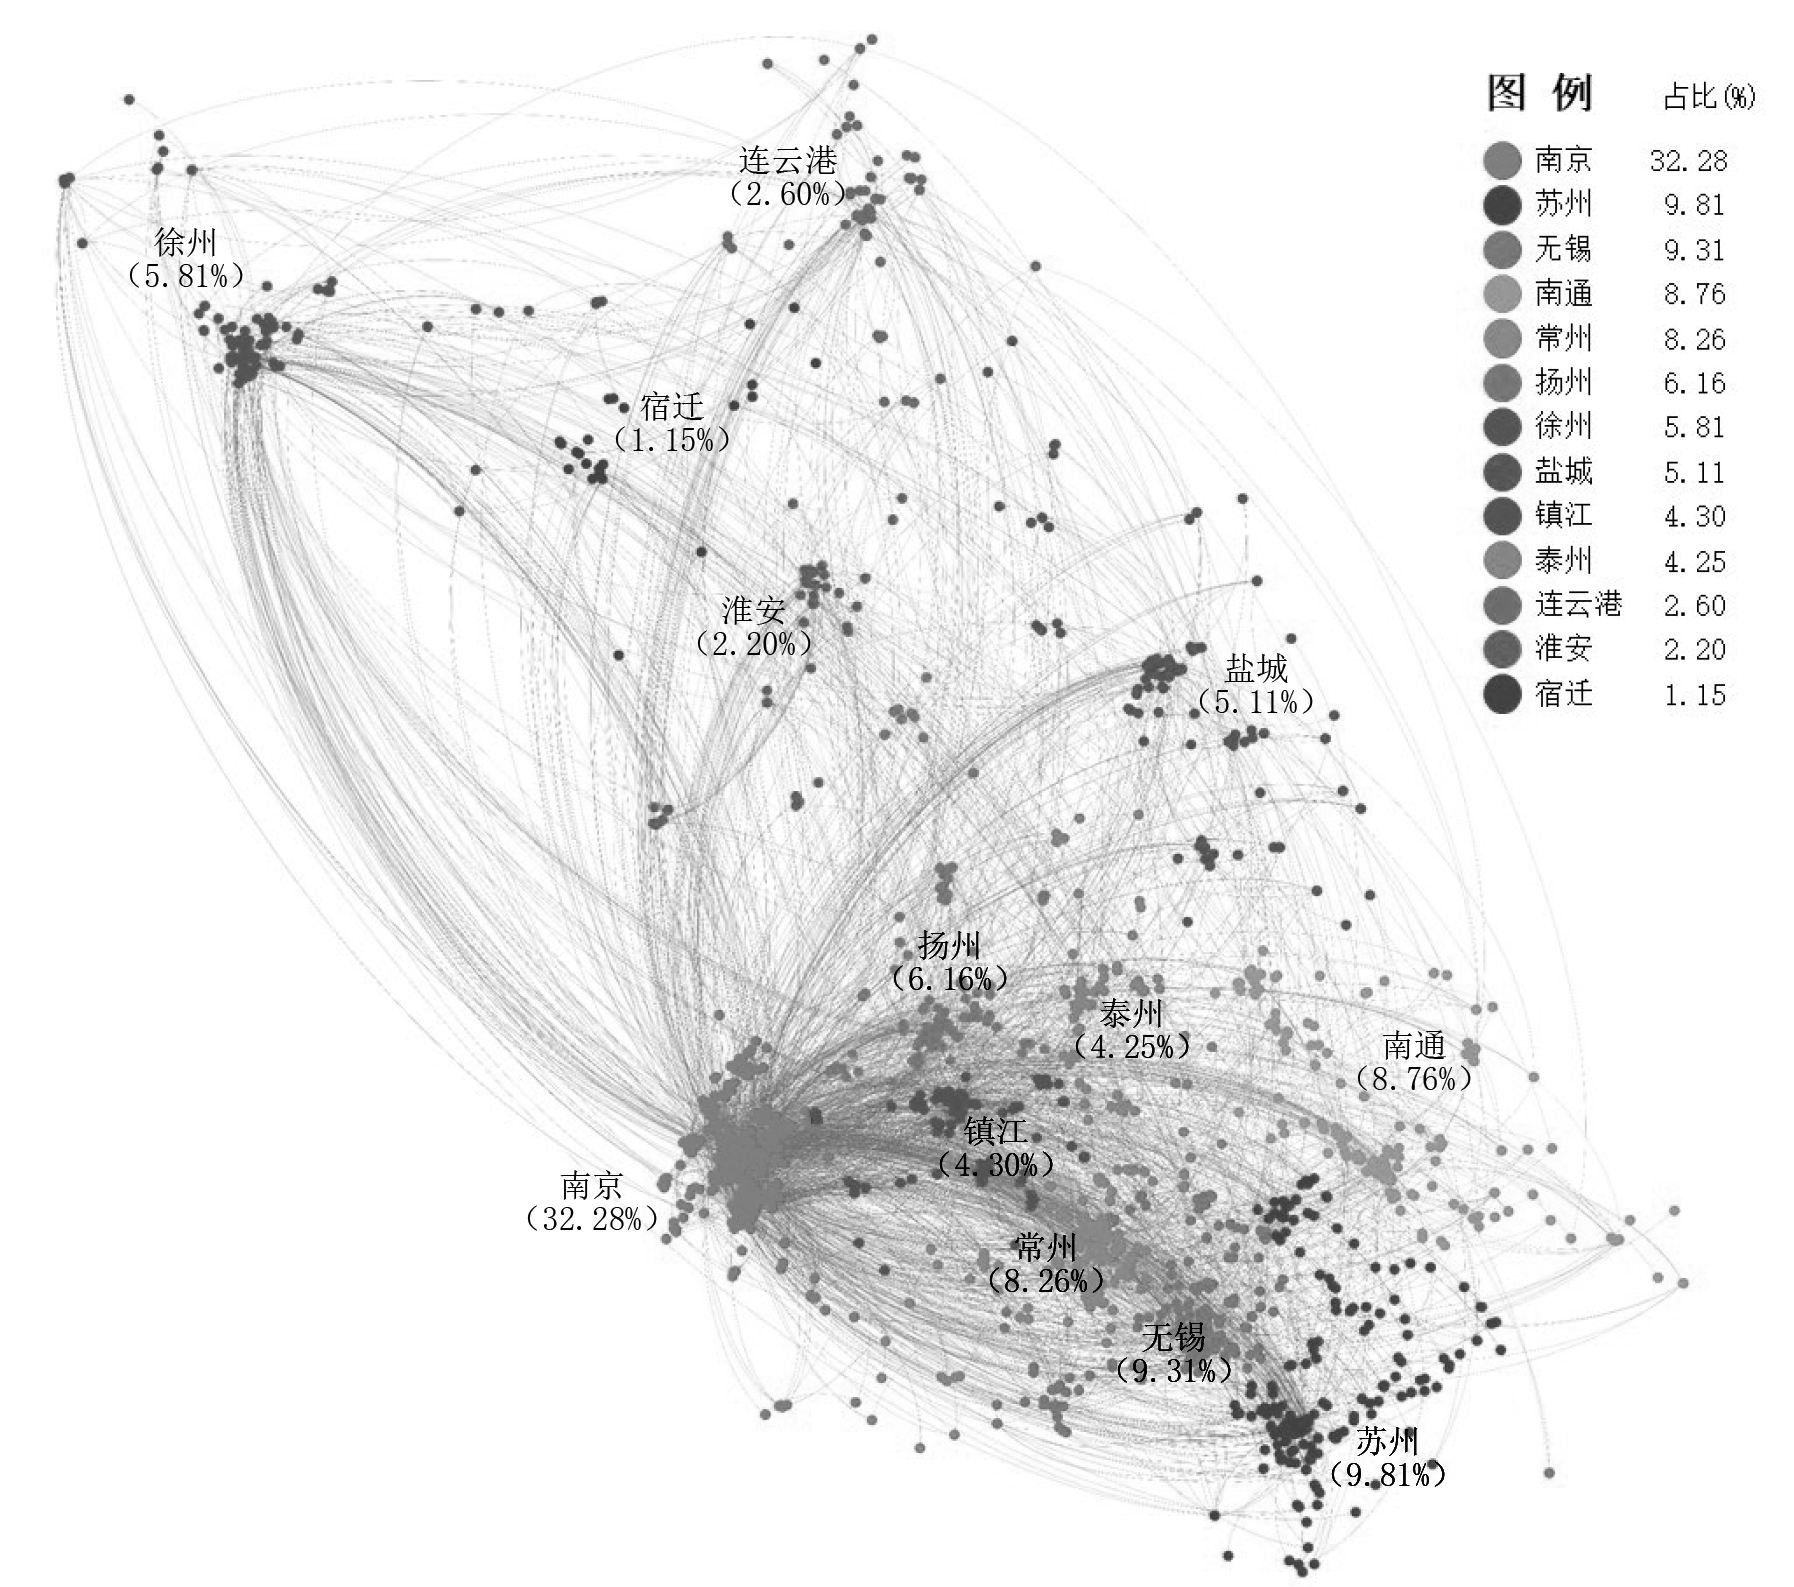 图 例 占比(%)
南京 32.28
苏州 9.81
无锡 9.31
南通 8.76
常州 8.26
扬州 6.16
徐州 5.81
盐城 5.11
镇江 4.30
泰州 4.25
连云港 2.60
淮安 2.20
宿迁 1.15
连云港
(2.60%)
徐州
(5.81%)
宿迁
(1.15%)
淮安
(2.20%)
盐城
(5.11%)
扬州
(6.16%)
泰州
(4.25%)
南通
(8.76%)
镇江
(4.30%)
南京
(32.28%)
常州
(8.26%)
无锡
(9.31%)
苏州
(9.81%)